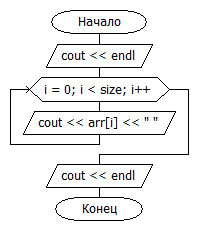 Начало
cout << endl
i = 0; i < size; i++
cout << arr[i] << " "
cout << endl
Конец